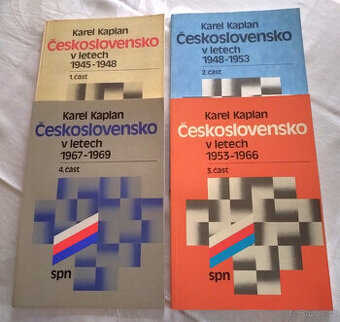 Karel Kaplan
Československo
v letech
1945-1948
1. část
Karel Kaplan
Československo
v letech
1948-1953
2. část
Karel Kaplan
Československo
v letech
1967-1969
4. část
spn
Karel Kaplan
Československo
v letech
1953-1966
3. část
spn